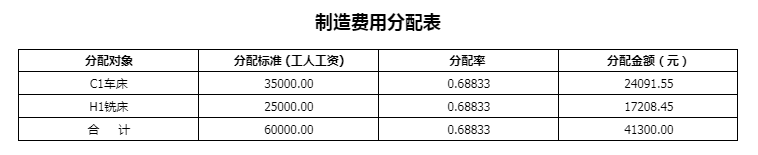 制造费用分配表
分配对象 分配标准 (工人工资) 分配率 分配金额 ( 元 )
C1车床 35000.00 0.68833 24091.55
H1铣床 25000.00 0.68833 17208.45
合 计 60000.00 0.68833 41300.00